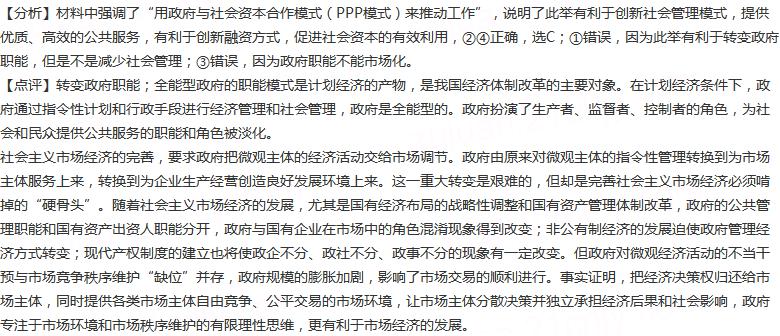 【分析】材料中强调了“用政府与社会资本合作模式（PPP模式）来推动工作”，说明了此举有利于创新社会管理模式，提供
优质、高效的公共服务，有利于创新融资方式，促进社会资本的有效利用，②④正确，选C；①错误，因为此举有利于转变政府
职能，但是不是减少社会管理；③错误，因为政府职能不能市场化。
【点评】转变政府职能；全能型政府的职能模式是计划经济的产物，是我国经济体制改革的主要对象。在计划经济条件下，政
府通过指令性计划和行政手段进行经济管理和社会管理，政府是全能型的。政府扮演了生产者、监督者、控制者的角色，为社
会和民众提供公共服务的职能和角色被淡化。
社会主义市场经济的完善，要求政府把微观主体的经济活动交给市场调节。政府由原来对微观主体的指令性管理转换到为市场
主体服务上来，转换到为企业生产经营创造良好发展环境上来。这一重大转变是艰难的，但却是完善社会主义市场经济必须啃
掉的“硬骨头”。随着社会主义市场经济的发展，尤其是国有经济布局的战略性调整和国有资产管理体制改革，政府的公共管
理职能和国有资产出资人职能分开，政府与国有企业在市场中的角色混淆现象得到改变；非公有制经济的发展迫使政府管理经
济方式转变；现代产权制度的建立也将使政企不分、政社不分、政事不分的现象有一定改变。但政府对微观经济活动的不当干
预与市场竞争秩序维护“缺位”并存，政府规模的膨胀加剧，影响了市场交易的顺利进行。事实证明，把经济决策权归还给市
场主体，同时提供各类市场主体自由竞争、公平交易的市场环境，让市场主体分散决策并独立承担经济后果和社会影响，政府
专注于市场环境和市场秩序维护的有限理性思维，更有利于市场经济的发展。